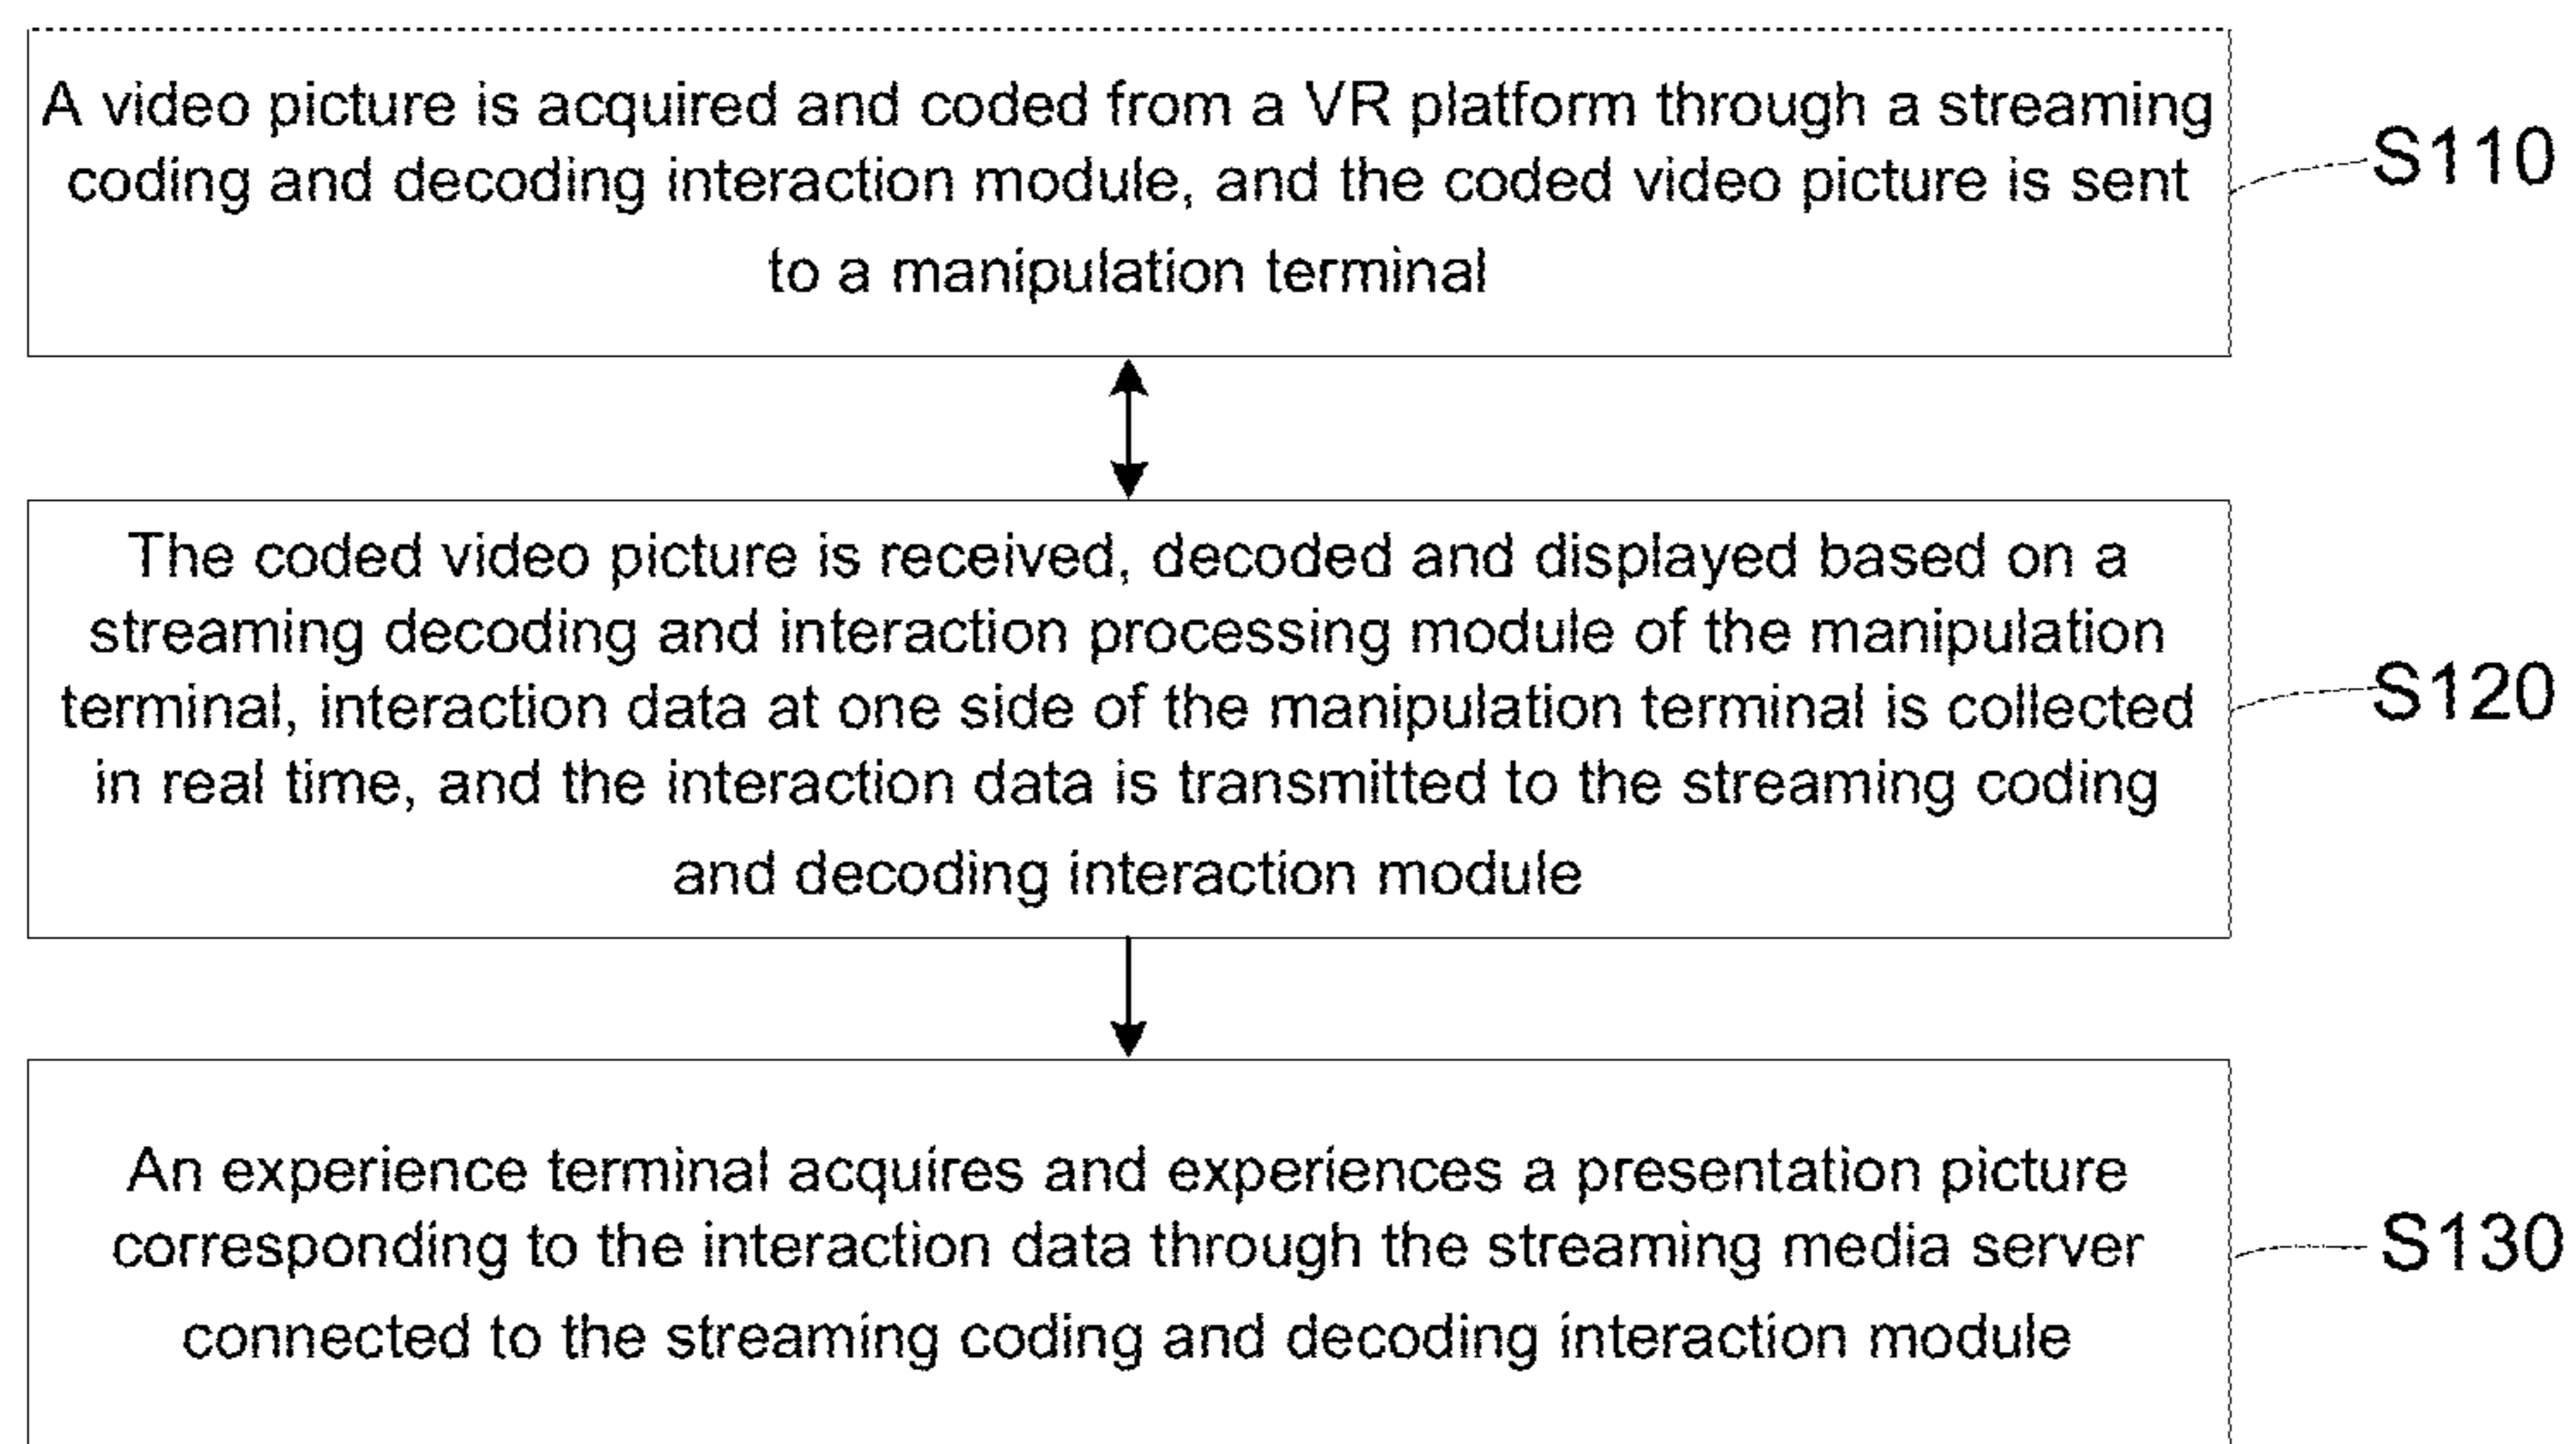 A video picture is acquired and coded from a VR platform through a streaming
coding and decoding interaction module, and the coded video picture is sent
to a manipulation terminal
S110
The coded video picture is received, decoded and displayed based on a
streaming decoding and interaction processing module of the manipulation
terminal, interaction data at one side of the manipulation terminal is collected
in real time, and the interaction data is transmitted to the streaming coding
and decoding interaction module
S120
An experience terminal acquires and experiences a presentation picture
corresponding to the interaction data through the streaming media server
connected to the streaming coding and decoding interaction module
S130